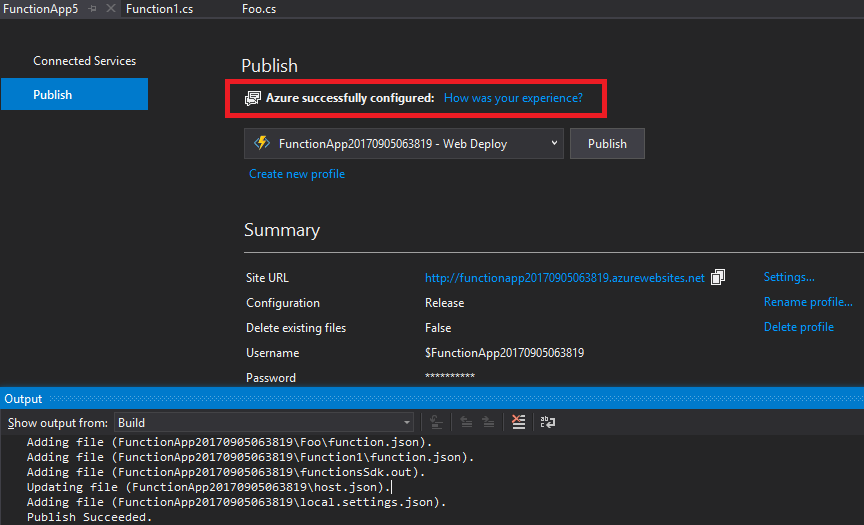 FunctionApp5 Function1.cs Foo.cs
Connected Services
Publish
Publish
Azure successfully configured: How was your experience?
FunctionApp20170905063819 - Web Deploy Publish
Create new profile
Summary
Site URL http://functionapp20170905063819.azurewebsites.net Settings...
Configuration Release Rename profile...
Delete existing files False Delete profile
Username $FunctionApp20170905063819
Password **********
Output
Show output from: Build
Adding file (FunctionApp20170905063819\Foo\function.json).
Adding file (FunctionApp20170905063819\Function1\function.json).
Adding file (FunctionApp20170905063819\functionsSdk.out).
Updating file (FunctionApp20170905063819\host.json).
Adding file (FunctionApp20170905063819\local.settings.json).
Publish Succeeded.